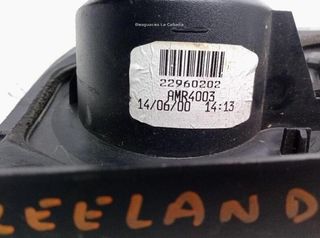 Desguaces La Cabaña
22960202
AMR4003
14/06/00 14:13
REELAND